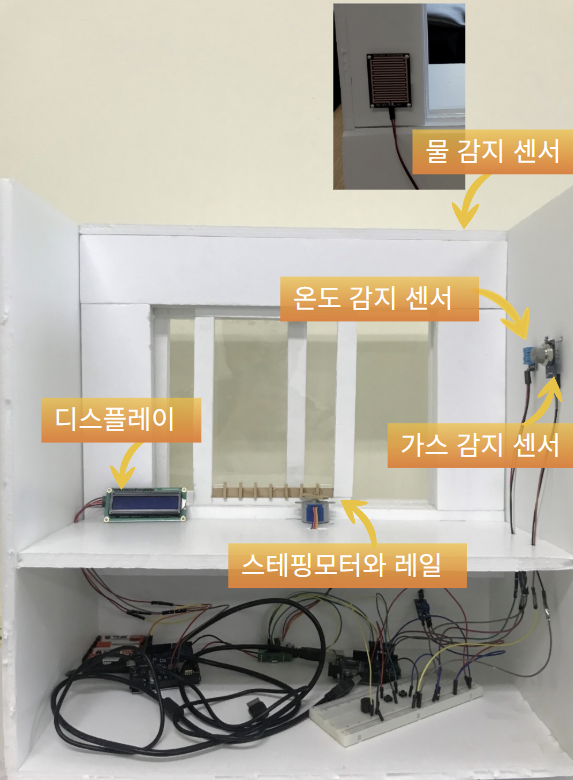 물 감지 센서
온도 감지 센서
디스플레이
가스 감지 센서
스테핑모터와 레일